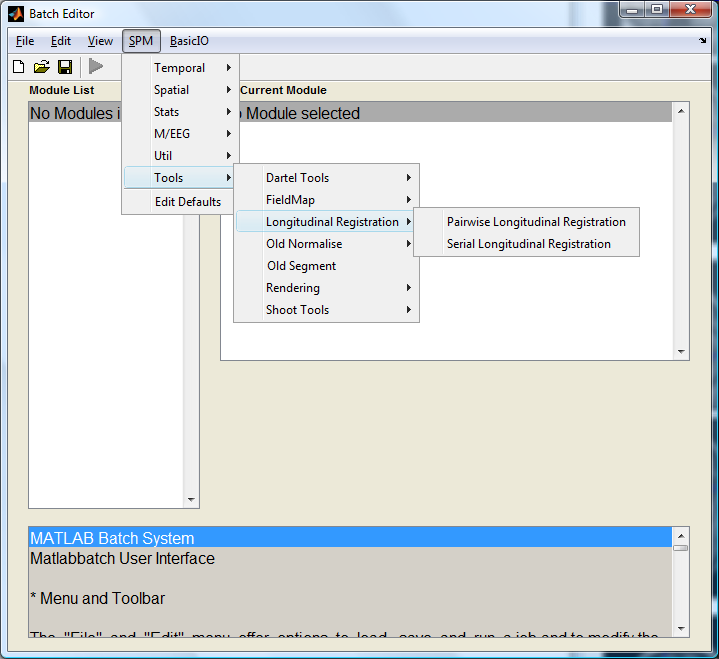 Batch Editor
File Edit View SPM BasicIO
Module List
Current Module
No Modules i
Module selected
Temporal
Spatial
Stats
M/EEG
Util
Tools
Edit Defaults
Dartel Tools
FieldMap
Longitudinal Registration
Old Normalise
Old Segment
Rendering
Shoot Tools
Pairwise Longitudinal Registration
Serial Longitudinal Registration
MATLAB Batch System
Matlabbatch User Interface
* Menu and Toolbar
The "File" and "Edit" menu offer options to load, save and run a job and to modify the